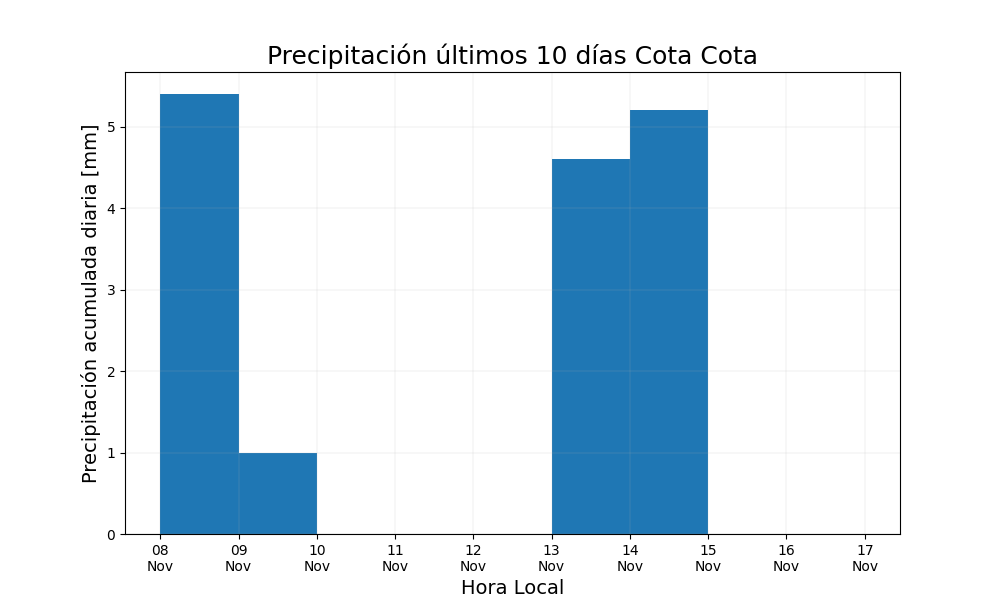 Precipitación últimos 10 días Cota Cota
Precipitación acumulada diaria [mm]
5
4
3
2
1
0
08 09 10 11 12 13 14 15 16 17
Nov Nov Nov Nov Nov Nov Nov Nov Nov Nov
Hora Local